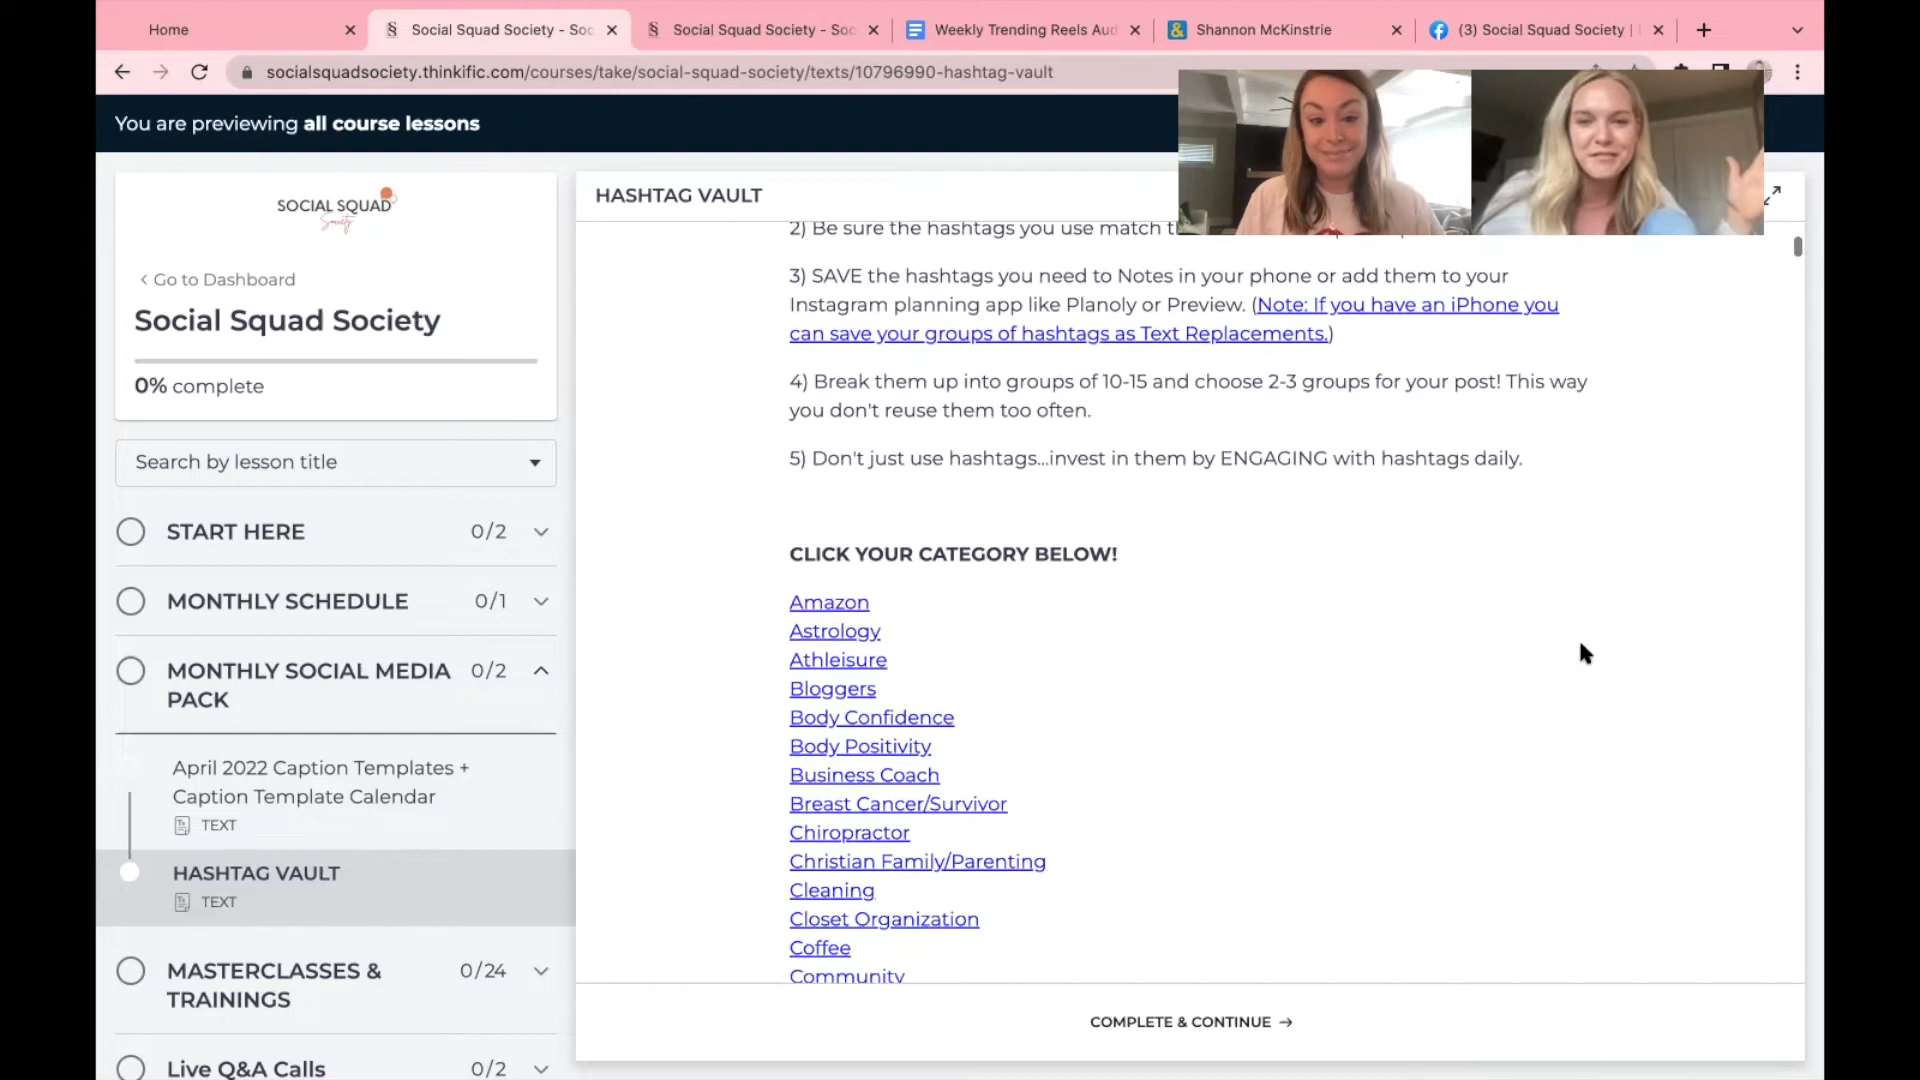 Home
Social Squad Society - Soc
Social Squad Society - Soc
Weekly Trending Reels Aud
Shannon McKinstrie
(3) Social Squad Society |
socialsquadsociety.thinkific.com/courses/take/social-squad-society/texts/10796990-hashtag-vault
You are previewing all course lessons
SOCIAL SQUAD
Society
< Go to Dashboard
Social Squad Society
0% complete
Search by lesson title
START HERE 0/2
MONTHLY SCHEDULE 0/1
MONTHLY SOCIAL MEDIA 0/2
PACK
April 2022 Caption Templates +
Caption Template Calendar
TEXT
HASHTAG VAULT
TEXT
MASTERCLASSES & 0/24
TRAININGS
Live Q&A Calls 0/2
HASHTAG VAULT
2) Be sure the hashtags you use match
3) SAVE the hashtags you need to Notes in your phone or add them to your
Instagram planning app like Planoly or Preview. (Note: If you have an iPhone you
can save your groups of hashtags as Text Replacements.)
4) Break them up into groups of 10-15 and choose 2-3 groups for your post! This way
you don't reuse them too often.
5) Don't just use hashtags...invest in them by ENGAGING with hashtags daily.
CLICK YOUR CATEGORY BELOW!
Amazon
Astrology
Athleisure
Bloggers
Body Confidence
Body Positivity
Business Coach
Breast Cancer/Survivor
Chiropractor
Christian Family/Parenting
Cleaning
Closet Organization
Coffee
Community
COMPLETE & CONTINUE →